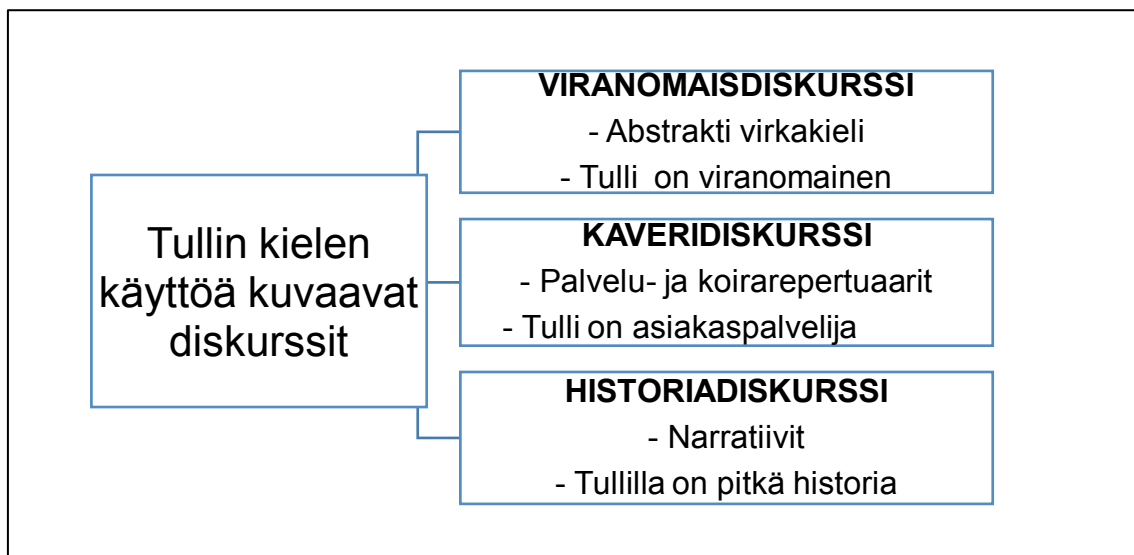 Tullin kielen
käyttöä kuvaavat
diskurssit
VIRANOMAISDISKURSSI
- Abstrakti virkakieli
- Tulli on viranomainen
KAVERIDISKURSSI
- Palvelu- ja koirarepertuaarit
- Tulli on asiakaspalvelija
HISTORIADISKURSSI
- Narratiivit
- Tullilla on pitkä historia